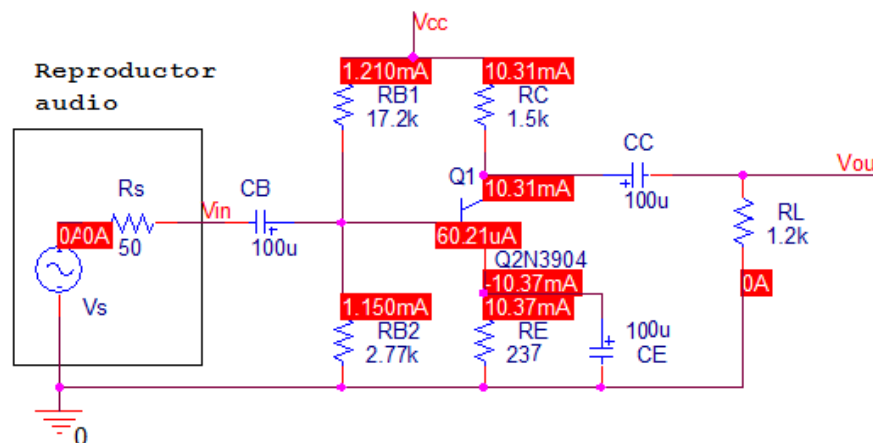 Vcc
Reproductor
audio
1.210mA
10.31mA
RB1
17.2k
RC
1.5k
CC
Q1
Vou
Rs
CB
Vin
10.31mA
100u
RL
1.2k
0A
0A
50
100u
60.21uA
Q2N3904
-10.37mA
0A
Vs
1.150mA
10.37mA
RB2
2.77k
RE
237
100u
CE
0